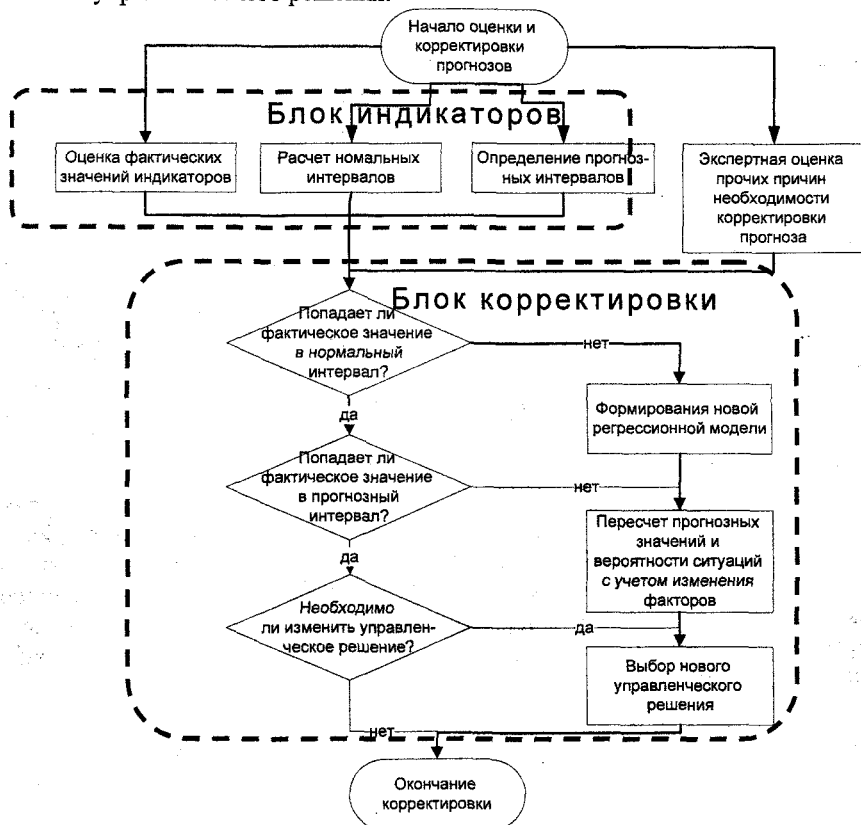 Начало оценки и
корректировки
прогнозов
Блок индикаторов
Оценка фактических
значений индикаторов
Расчет номальных
интервалов
Определение прогноз-
ных интервалов
Экспертная оценка
прочих причин
необходимости
корректировки
прогноза
Блок корректировки
Попадает ли
фактическое значение
в нормальный
интервал?
нет
Формирования новой
регрессионной модели
да
Попадает ли
фактическое значение
в прогнозный
интервал?
нет
Пересчет прогнозных
значений и
вероятности ситуаций
с учетом изменения
факторов
да
Необходимо
ли изменить управлен-
ческое решение?
да
Выбор нового
управленческого
решения
нет
Окончание
корректировки